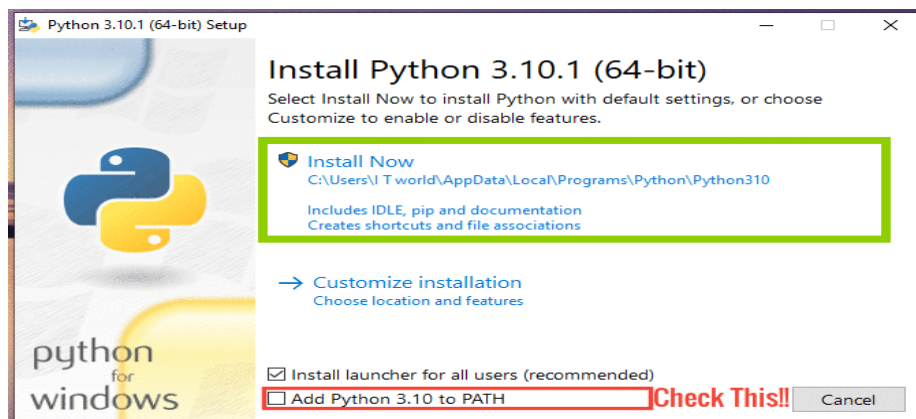 Python 3.10.1 (64-bit) Setup
Install Python 3.10.1 (64-bit)
Select Install Now to install Python with default settings, or choose
Customize to enable or disable features.
Install Now
C:\Users\I T world\AppData\Local\Programs\Python\Python310
Includes IDLE, pip and documentation
Creates shortcuts and file associations
Customize installation
Choose location and features
python
for
windows
Install launcher for all users (recommended)
Add Python 3.10 to PATH
Check This!!
Cancel